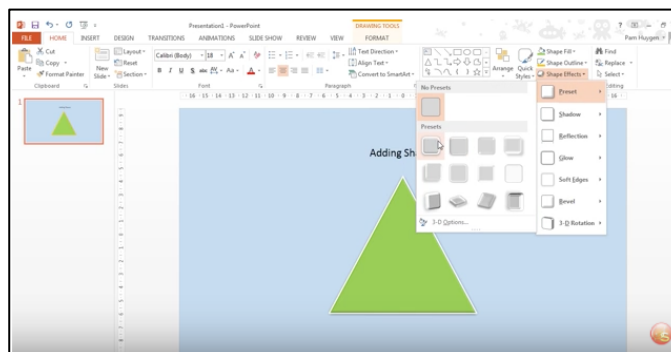 Presentation1 - PowerPoint
DRAWING TOOLS
FILE HOME INSERT DESIGN TRANSITIONS ANIMATIONS SLIDE SHOW REVIEW VIEW FORMAT
Pam Huygen
Paste
Cut
Copy
Format Painter
Clipboard
New Slide
Layout
Reset
Section
Slides
Calibri (Body) 18
Font
Text Direction
Align Text
Convert to SmartArt
Paragraph
Arrange
Quick Styles
Shape Fill
Shape Outline
Shape Effects
Find
Replace
Select
Editing
No Presets
Presets
3-D Options...
Preset
Shadow
Reflection
Glow
Soft Edges
Bevel
3-D Rotation
1
Adding